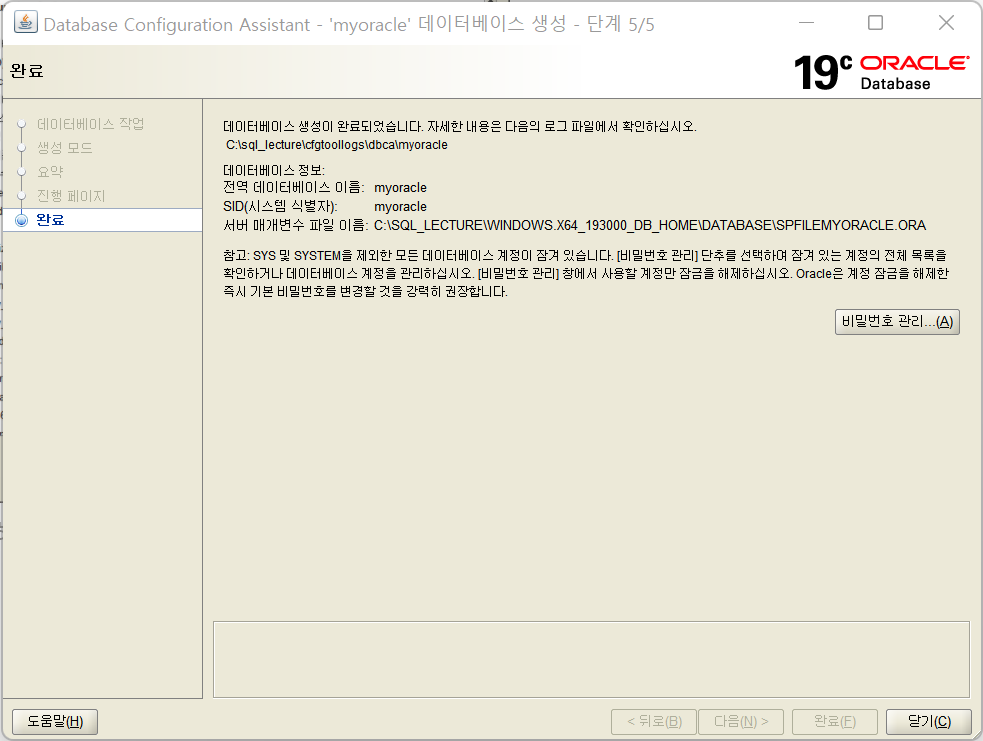 Database Configuration Assistant - 'myoracle' 데이터베이스 생성 - 단계 5/5
완료
19c ORACLE
Database
데이터베이스 작업
생성 모드
요약
진행 페이지
완료
데이터베이스 생성이 완료되었습니다. 자세한 내용은 다음의 로그 파일에서 확인하십시오.
C:\sql_lecture\cfgtoollogs\dbca\myoracle
데이터베이스 정보:
전역 데이터베이스 이름: myoracle
SID(시스템 식별자): myoracle
서버 매개변수 파일 이름: C:\SQL_LECTURE\WINDOWS.X64_193000_DB_HOME\DATABASE\SPFILEMYORACLE.ORA
참고: SYS 및 SYSTEM을 제외한 모든 데이터베이스 계정이 잠겨 있습니다. [비밀번호 관리] 단추를 선택하여 잠겨 있는 계정의 전체 목록을
확인하거나 데이터베이스 계정을 관리하십시오. [비밀번호 관리] 창에서 사용할 계정만 잠금을 해제하십시오. Oracle은 계정 잠금을 해제한
즉시 기본 비밀번호를 변경할 것을 강력히 권장합니다.
비밀번호 관리...(A)
도움말(H)
< 뒤로(B)
다음(N) >
완료(F)
닫기(C)